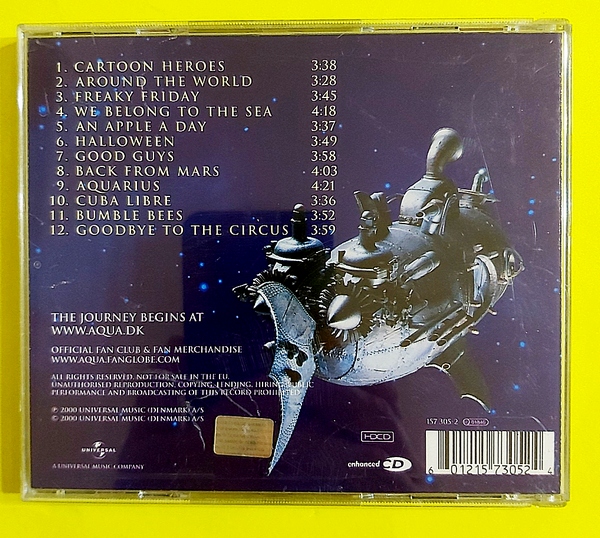 1. CARTOON HEROES 3:38
2. AROUND THE WORLD 3:28
3. FREAKY FRIDAY 3:45
4. WE BELONG TO THE SEA 4:18
5. AN APPLE A DAY 3:37
6. HALLOWEEN 3:49
7. GOOD GUYS 3:58
8. BACK FROM MARS 4:03
9. AQUARIUS 4:21
10. CUBA LIBRE 3:36
11. BUMBLE BEES 3:52
12. GOODBYE TO THE CIRCUS 3:59
THE JOURNEY BEGINS AT
WWW.AQUA.DK
OFFICIAL FAN CLUB & FAN MERCHANDISE
WWW.AQUA.FANGLOBE.COM
ALL RIGHTS RESERVED. NOT FOR SALE IN THE EU.
UNAUTHORISED REPRODUCTION, COPYING, LENDING, HIRING, PUBLIC
PERFORMANCE AND BROADCASTING OF THIS RECORD PROHIBITED
℗ 2000 UNIVERSAL MUSIC (DENMARK) A/S
© 2000 UNIVERSAL MUSIC (DENMARK) A/S
UNIVERSAL
A UNIVERSAL MUSIC COMPANY
HDCD
enhanced CD
157 305-2
6 01215 73052 4